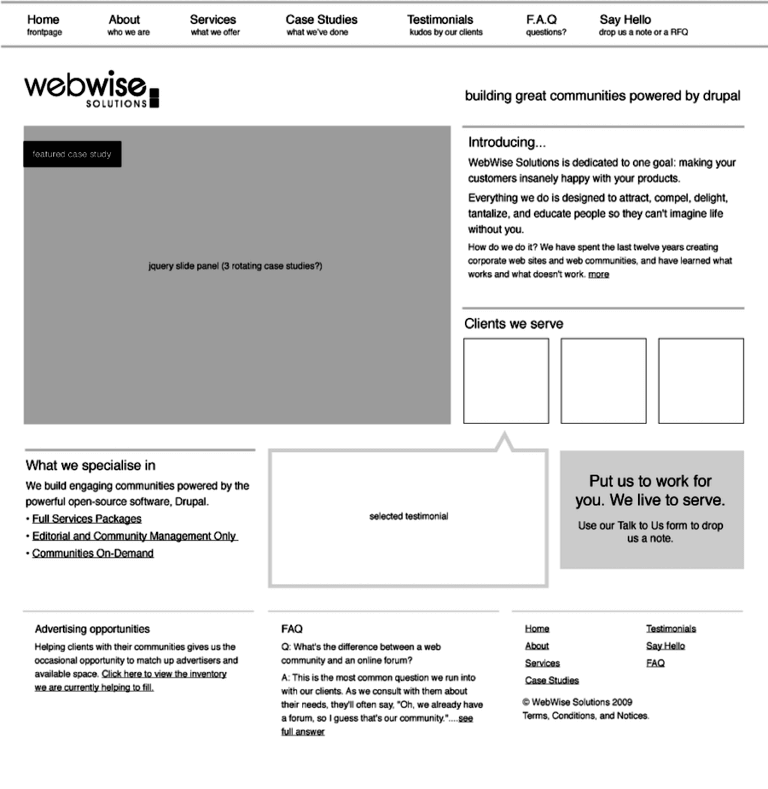 Home About Services Case Studies Testimonials F.A.Q Say Hello
frontpage who we are what we offer what we've done kudos by our clients questions? drop us a note or a RFQ
webwise
SOLUTIONS
building great communities powered by drupal
featured case study
jquery slide panel (3 rotating case studies?)
Introducing...
WebWise Solutions is dedicated to one goal: making your
customers insanely happy with your products.
Everything we do is designed to attract, compel, delight,
tantalize, and educate people so they can't imagine life
without you.
How do we do it? We have spent the last twelve years creating
corporate web sites and web communities, and have learned what
works and what doesn't work. more
Clients we serve
What we specialise in
We build engaging communities powered by the
powerful open-source software, Drupal.
• Full Services Packages
• Editorial and Community Management Only
• Communities On-Demand
selected testimonial
Put us to work for
you. We live to serve.
Use our Talk to Us form to drop
us a note.
Advertising opportunities
Helping clients with their communities gives us the
occasional opportunity to match up advertisers and
available space. Click here to view the inventory
we are currently helping to fill.
FAQ
Q: What's the difference between a web
community and an online forum?
A: This is the most common question we run into
with our clients. As we consult with them about
their needs, they'll often say, "Oh, we already have
a forum, so I guess that's our community."....see
full answer
Home Testimonials
About Say Hello
Services FAQ
Case Studies
© WebWise Solutions 2009
Terms, Conditions, and Notices.